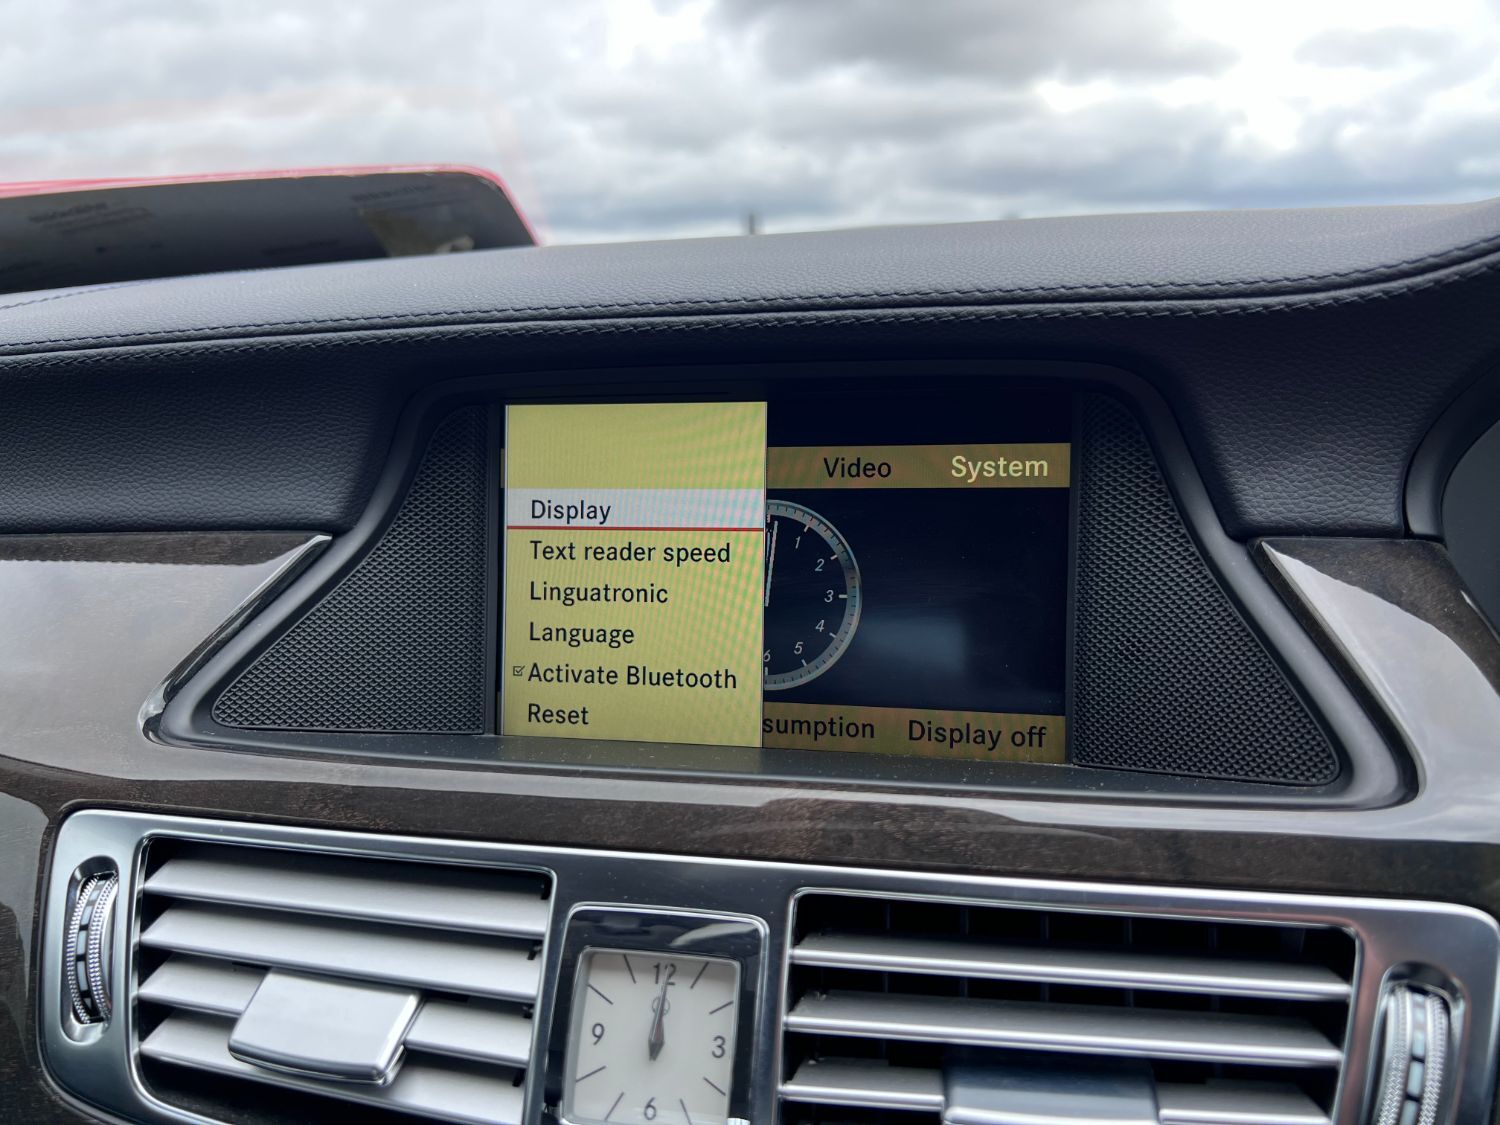 Video System
Display
Text reader speed
Linguatronic
Language
Activate Bluetooth
Reset
1
2
3
4
5
6
sumption Display off
12
9 3
6